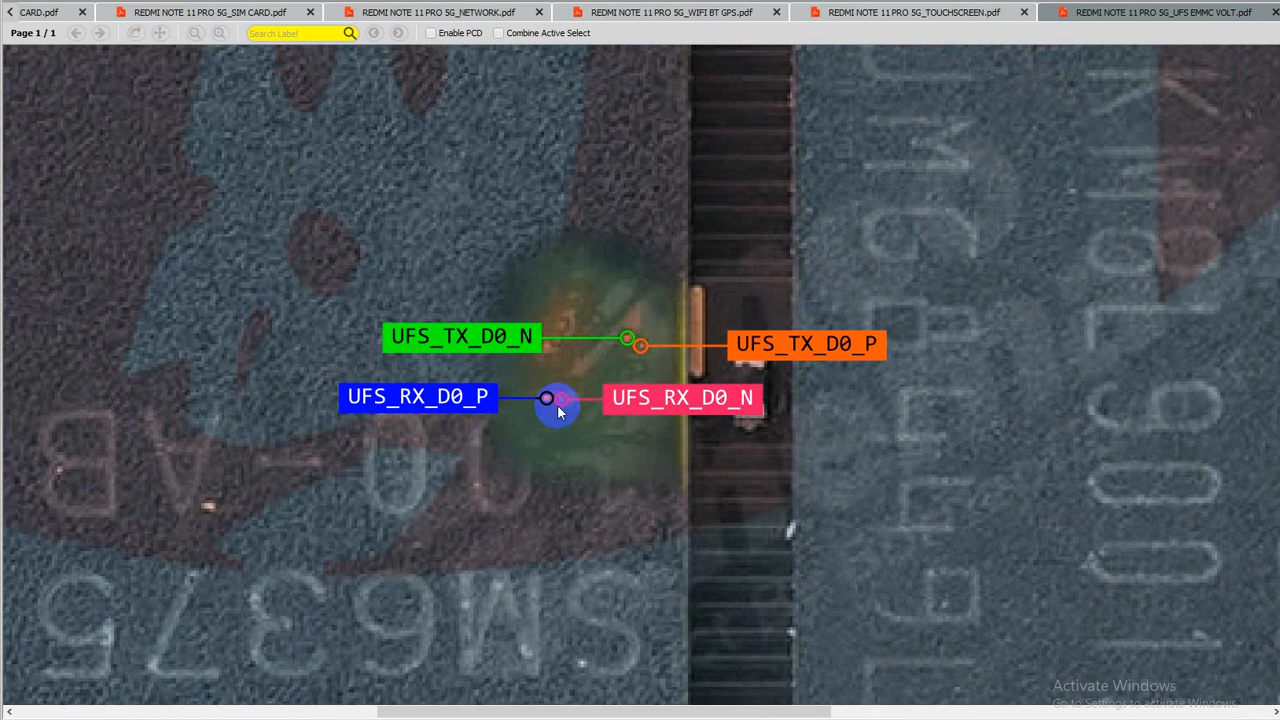 CARD.pdf
REDMI NOTE 11 PRO 5G_SIM CARD.pdf
REDMI NOTE 11 PRO 5G_NETWORK.pdf
REDMI NOTE 11 PRO 5G_WIFI BT GPS.pdf
REDMI NOTE 11 PRO 5G_TOUCHSCREEN.pdf
REDMI NOTE 11 PRO 5G_UFS EMMC VOLT.pdf
Page 1 / 1
Search Label
Enable PCD
Combine Active Select
UFS_TX_D0_N
UFS_TX_D0_P
UFS_RX_D0_P
UFS_RX_D0_N
SM6375
Activate Windows
Go to Settings to activate Windows.